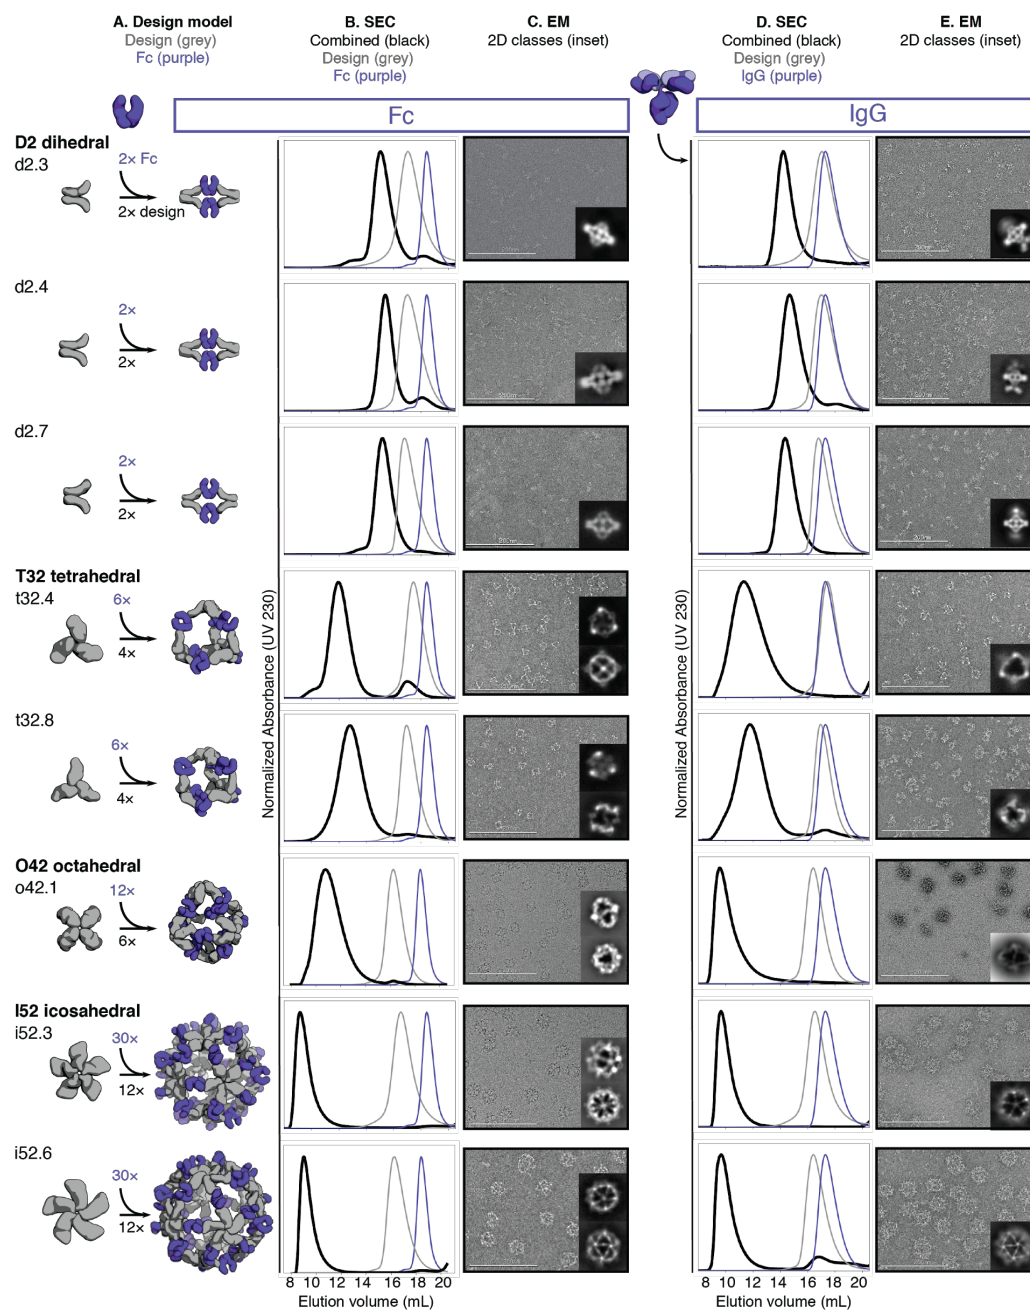 A. Design model
Design (grey)
Fc (purple)
B. SEC
Combined (black)
Design (grey)
Fc (purple)
C. EM
2D classes (inset)
D. SEC
Combined (black)
Design (grey)
IgG (purple)
E. EM
2D classes (inset)
Fc
IgG
D2 dihedral
d2.3
2× Fc
2× design
d2.4
2×
2×
d2.7
2×
2×
T32 tetrahedral
t32.4
6×
4×
t32.8
6×
4×
O42 octahedral
o42.1
12×
6×
I52 icosahedral
i52.3
30×
12×
i52.6
30×
12×
Normalized Absorbance (UV 230)
Normalized Absorbance (UV 230)
200nm
200nm
8 10 12 14 16 18 20
Elution volume (mL)
8 10 12 14 16 18 20
Elution volume (mL)